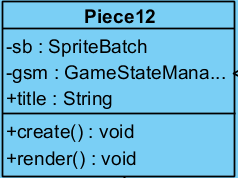 Piece12
-sb : SpriteBatch
-gsm : GameStateMana...
+title : String
+create() : void
+render() : void